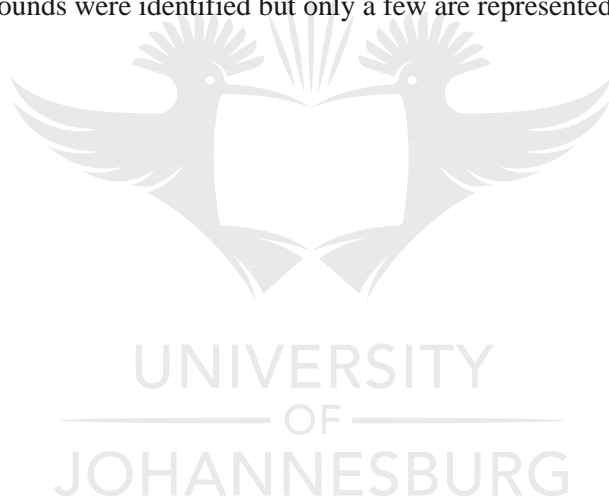 ounds were identified but only a few are represented
UNIVERSITY
OF
JOHANNESBURG